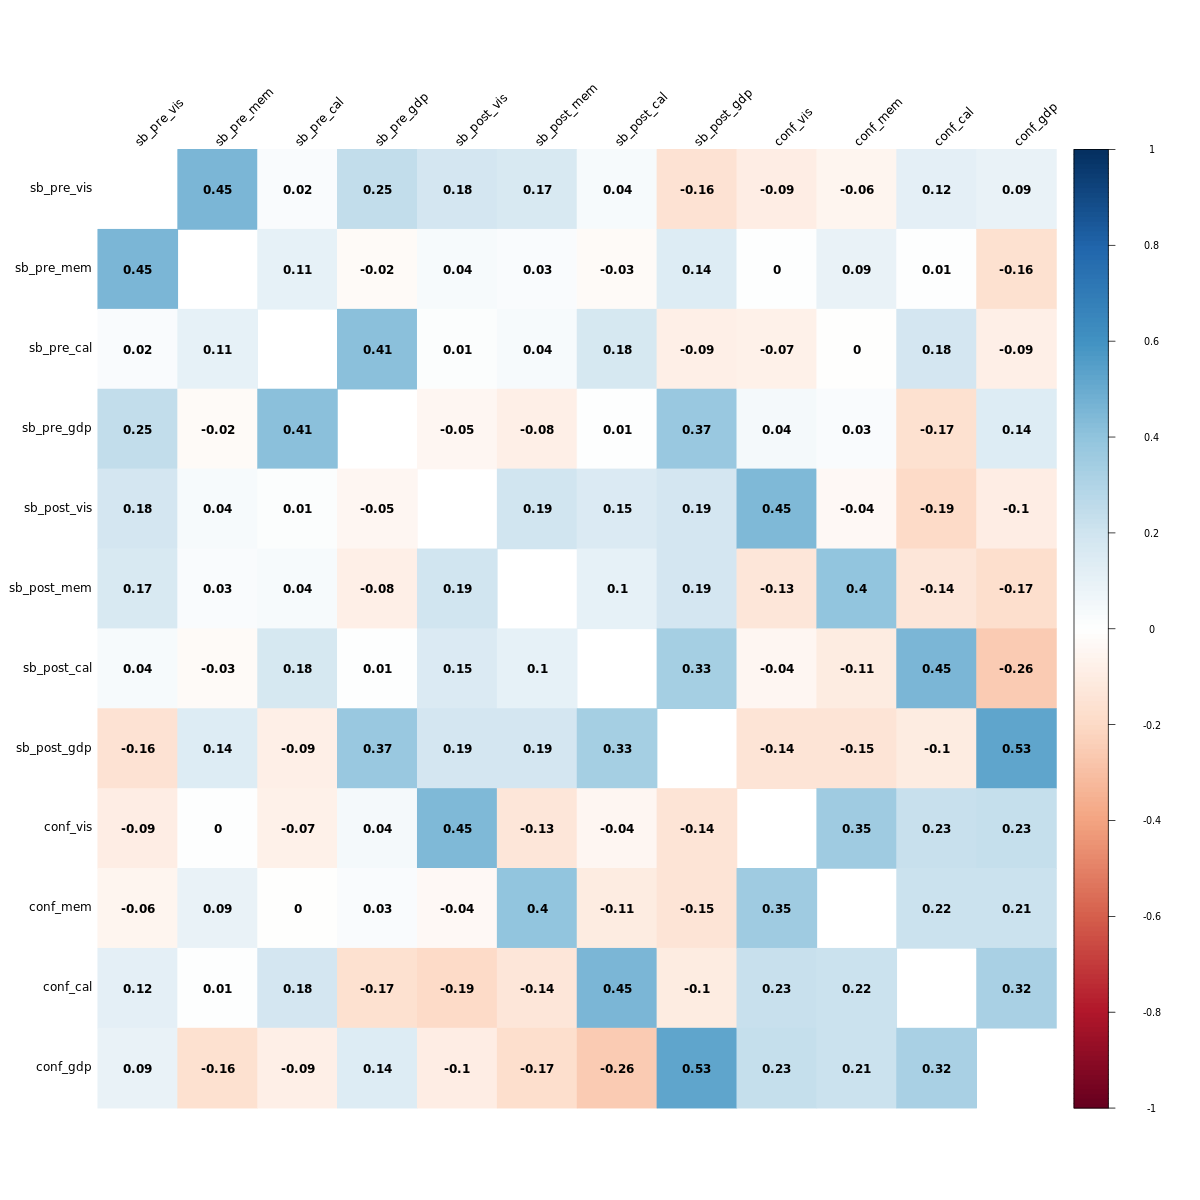 sb_pre_vis sb_pre_mem sb_pre_cal sb_pre_gdp sb_post_vis sb_post_mem sb_post_cal sb_post_gdp conf_vis conf_mem conf_cal conf_gdp
sb_pre_vis 0.45 0.02 0.25 0.18 0.17 0.04 -0.16 -0.09 -0.06 0.12 0.09
sb_pre_mem 0.45 0.11 -0.02 0.04 0.03 -0.03 0.14 0 0.09 0.01 -0.16
sb_pre_cal 0.02 0.11 0.41 0.01 0.04 0.18 -0.09 -0.07 0 0.18 -0.09
sb_pre_gdp 0.25 -0.02 0.41 -0.05 -0.08 0.01 0.37 0.04 0.03 -0.17 0.14
sb_post_vis 0.18 0.04 0.01 -0.05 0.19 0.15 0.19 0.45 -0.04 -0.19 -0.1
sb_post_mem 0.17 0.03 0.04 -0.08 0.19 0.1 0.19 -0.13 0.4 -0.14 -0.17
sb_post_cal 0.04 -0.03 0.18 0.01 0.15 0.1 0.33 -0.04 -0.11 0.45 -0.26
sb_post_gdp -0.16 0.14 -0.09 0.37 0.19 0.19 0.33 -0.14 -0.15 -0.1 0.53
conf_vis -0.09 0 -0.07 0.04 0.45 -0.13 -0.04 -0.14 0.35 0.23 0.23
conf_mem -0.06 0.09 0 0.03 -0.04 0.4 -0.11 -0.15 0.35 0.22 0.21
conf_cal 0.12 0.01 0.18 -0.17 -0.19 -0.14 0.45 -0.1 0.23 0.22 0.32
conf_gdp 0.09 -0.16 -0.09 0.14 -0.1 -0.17 -0.26 0.53 0.23 0.21 0.32
1
0.8
0.6
0.4
0.2
0
-0.2
-0.4
-0.6
-0.8
-1